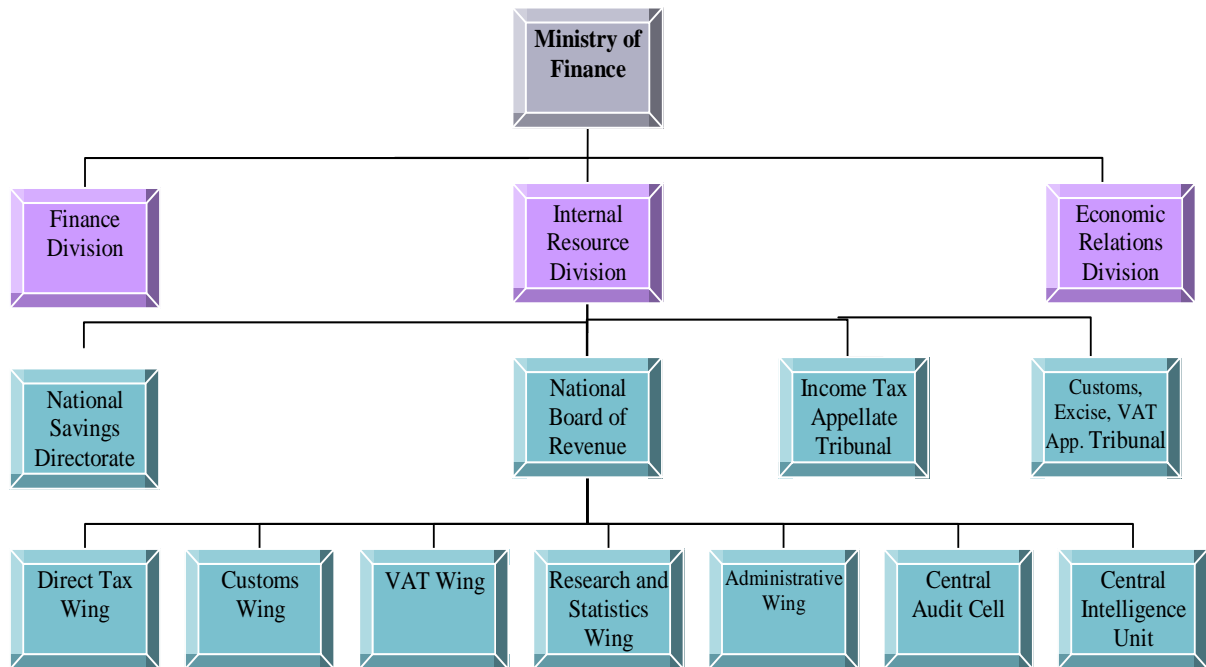 Ministry of
Finance
Finance
Division
Internal
Resource
Division
Economic
Relations
Division
National
Savings
Directorate
National
Board of
Revenue
Income Tax
Appellate
Tribunal
Customs,
Excise, VAT
App. Tribunal
Direct Tax
Wing
Customs
Wing
VAT Wing
Research and
Statistics
Wing
Administrative
Wing
Central
Audit Cell
Central
Intelligence
Unit